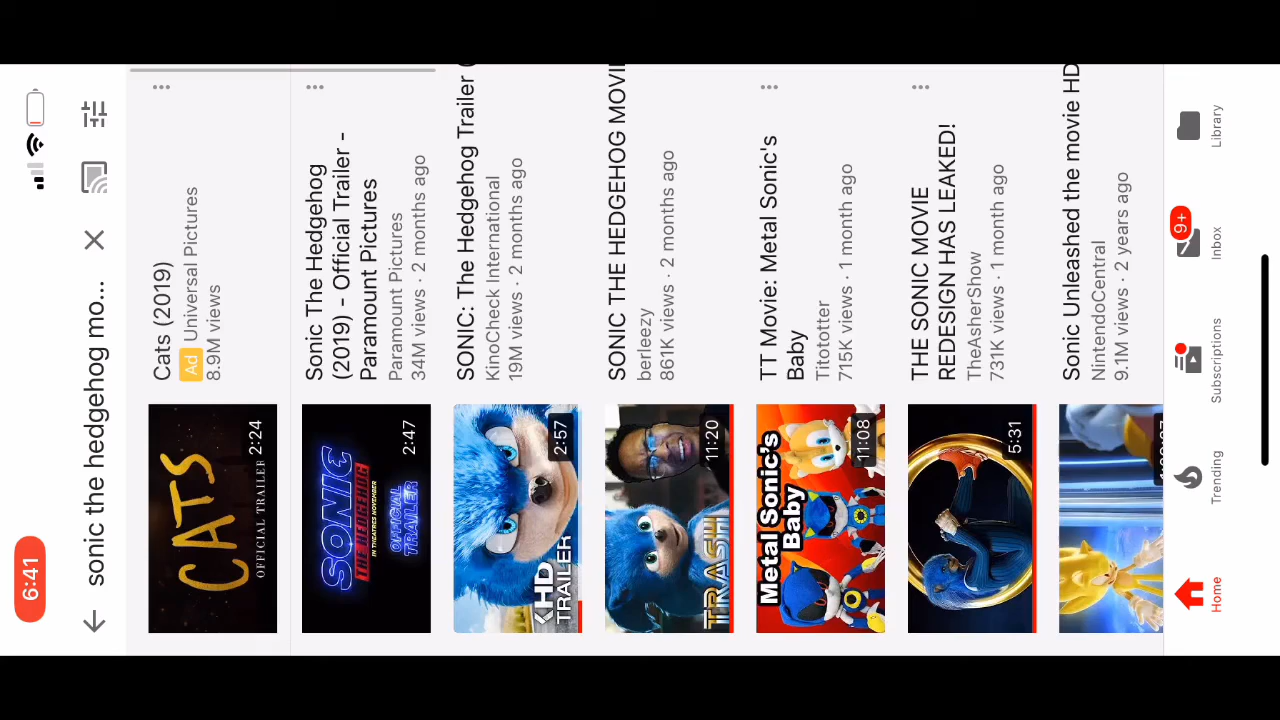 6:41
sonic the hedgehog mo...
CATS
OFFICIAL TRAILER
2:24
Cats (2019)
Ad Universal Pictures
8.9M views
SONIC
THE HEDGEHOG
IN THEATRES NOVEMBER
OFFICIAL
TRAILER
2:47
Sonic The Hedgehog
(2019) - Official Trailer -
Paramount Pictures
Paramount Pictures
34M views · 2 months ago
HD
TRAILER
2:57
SONIC: The Hedgehog Trailer
KinoCheck International
19M views · 2 months ago
TRASH
11:20
SONIC THE HEDGEHOG MOVI
berleezy
861K views · 2 months ago
Metal Sonic's
Baby
11:08
TT Movie: Metal Sonic's
Baby
Titototter
715K views · 1 month ago
5:31
THE SONIC MOVIE
REDESIGN HAS LEAKED!
TheAsherShow
731K views · 1 month ago
Sonic Unleashed the movie HD
NintendoCentral
9.1M views · 2 years ago
Home
Trending
Subscriptions
9+
Inbox
Library